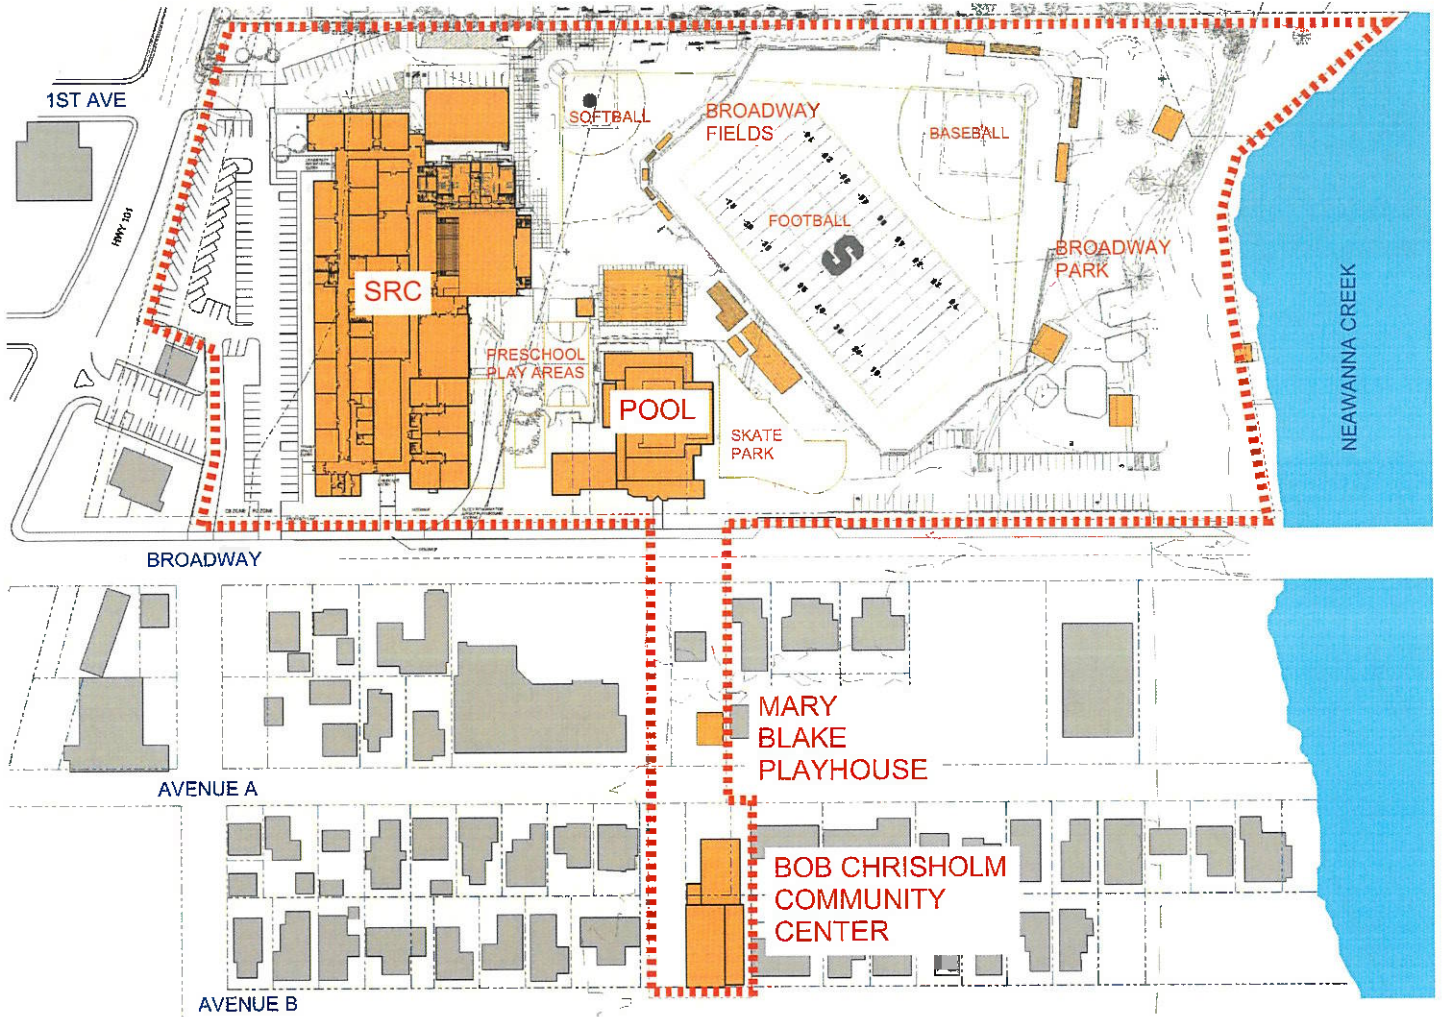 1ST AVE
HWY 101
SOFTBALL
BROADWAY
FIELDS
BASEBALL
FOOTBALL
S
BROADWAY
PARK
SRC
PRESCHOOL
PLAY AREAS
POOL
SKATE
PARK
NEAWANNA CREEK
BROADWAY
MARY
BLAKE
PLAYHOUSE
AVENUE A
BOB CHRISHOLM
COMMUNITY
CENTER
AVENUE B